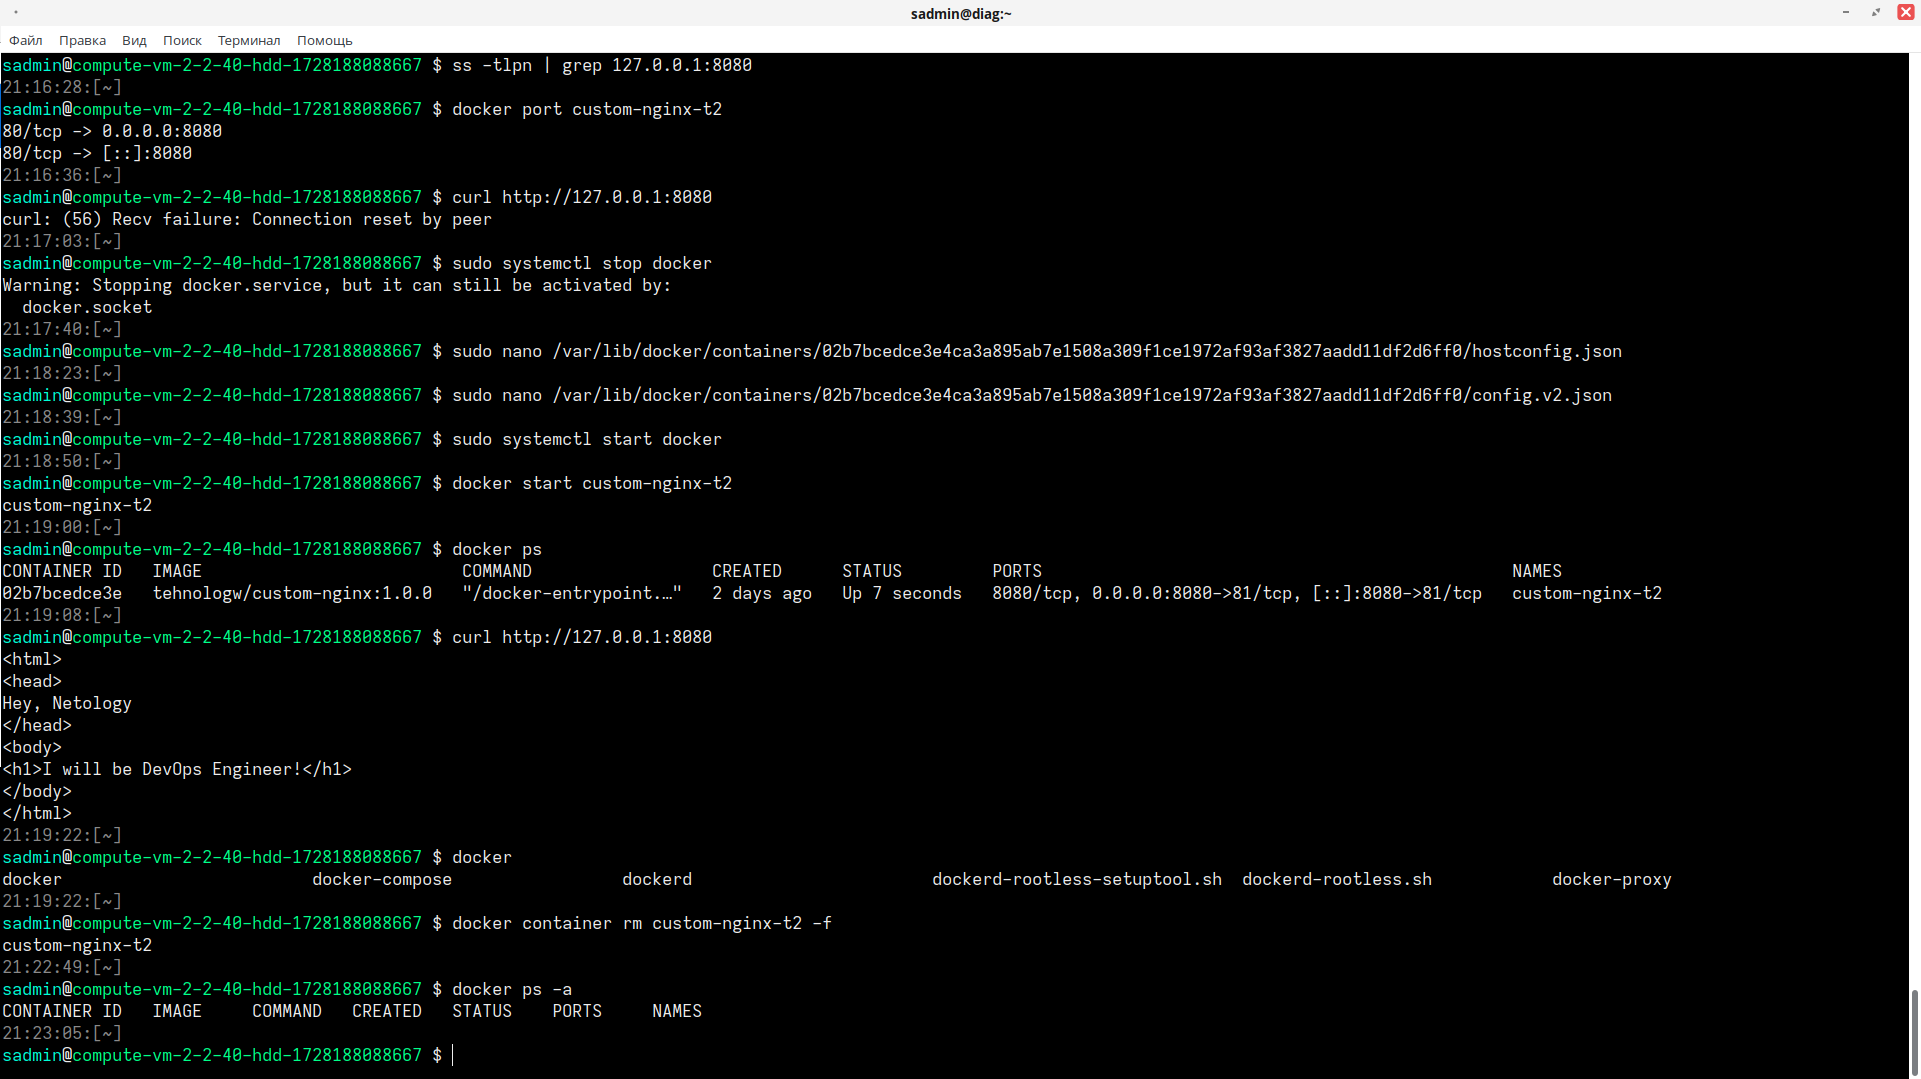 sadmin@diag:~
Файл Правка Вид Поиск Терминал Помощь
sadmin@compute-vm-2-2-40-hdd-1728188088667 $ ss -tlpn | grep 127.0.0.1:8080
21:16:28:[~]
sadmin@compute-vm-2-2-40-hdd-1728188088667 $ docker port custom-nginx-t2
80/tcp -> 0.0.0.0:8080
80/tcp -> [::]:8080
21:16:36:[~]
sadmin@compute-vm-2-2-40-hdd-1728188088667 $ curl http://127.0.0.1:8080
curl: (56) Recv failure: Connection reset by peer
21:17:03:[~]
sadmin@compute-vm-2-2-40-hdd-1728188088667 $ sudo systemctl stop docker
Warning: Stopping docker.service, but it can still be activated by:
  docker.socket
21:17:40:[~]
sadmin@compute-vm-2-2-40-hdd-1728188088667 $ sudo nano /var/lib/docker/containers/02b7bcedce3e4ca3a895ab7e1508a309f1ce1972af93af3827aadd11df2d6ff0/hostconfig.json
21:18:23:[~]
sadmin@compute-vm-2-2-40-hdd-1728188088667 $ sudo nano /var/lib/docker/containers/02b7bcedce3e4ca3a895ab7e1508a309f1ce1972af93af3827aadd11df2d6ff0/config.v2.json
21:18:39:[~]
sadmin@compute-vm-2-2-40-hdd-1728188088667 $ sudo systemctl start docker
21:18:50:[~]
sadmin@compute-vm-2-2-40-hdd-1728188088667 $ docker start custom-nginx-t2
custom-nginx-t2
21:19:00:[~]
sadmin@compute-vm-2-2-40-hdd-1728188088667 $ docker ps
CONTAINER ID   IMAGE                          COMMAND                  CREATED      STATUS         PORTS                                               NAMES
02b7bcedce3e   tehnologw/custom-nginx:1.0.0   "/docker-entrypoint.…"   2 days ago   Up 7 seconds   8080/tcp, 0.0.0.0:8080->81/tcp, [::]:8080->81/tcp   custom-nginx-t2
21:19:08:[~]
sadmin@compute-vm-2-2-40-hdd-1728188088667 $ curl http://127.0.0.1:8080
<html>
<head>
Hey, Netology
</head>
<body>
<h1>I will be DevOps Engineer!</h1>
</body>
</html>
21:19:22:[~]
sadmin@compute-vm-2-2-40-hdd-1728188088667 $ docker
docker                         docker-compose                 dockerd                        dockerd-rootless-setuptool.sh  dockerd-rootless.sh            docker-proxy
21:19:22:[~]
sadmin@compute-vm-2-2-40-hdd-1728188088667 $ docker container rm custom-nginx-t2 -f
custom-nginx-t2
21:22:49:[~]
sadmin@compute-vm-2-2-40-hdd-1728188088667 $ docker ps -a
CONTAINER ID   IMAGE     COMMAND   CREATED   STATUS    PORTS     NAMES
21:23:05:[~]
sadmin@compute-vm-2-2-40-hdd-1728188088667 $